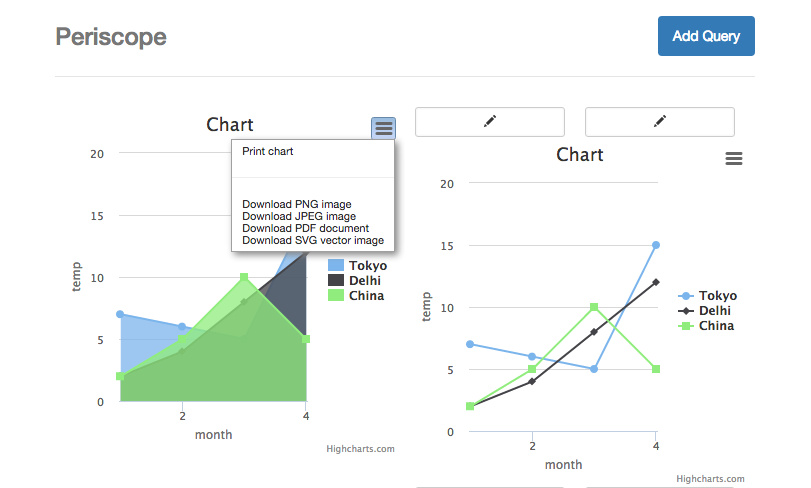 Periscope
Add Query
Chart
Print chart
Download PNG image
Download JPEG image
Download PDF document
Download SVG vector image
20
15
10
5
0
temp
2
4
month
Tokyo
Delhi
China
Highcharts.com
Chart
20
15
10
5
0
temp
2
4
month
Tokyo
Delhi
China
Highcharts.com